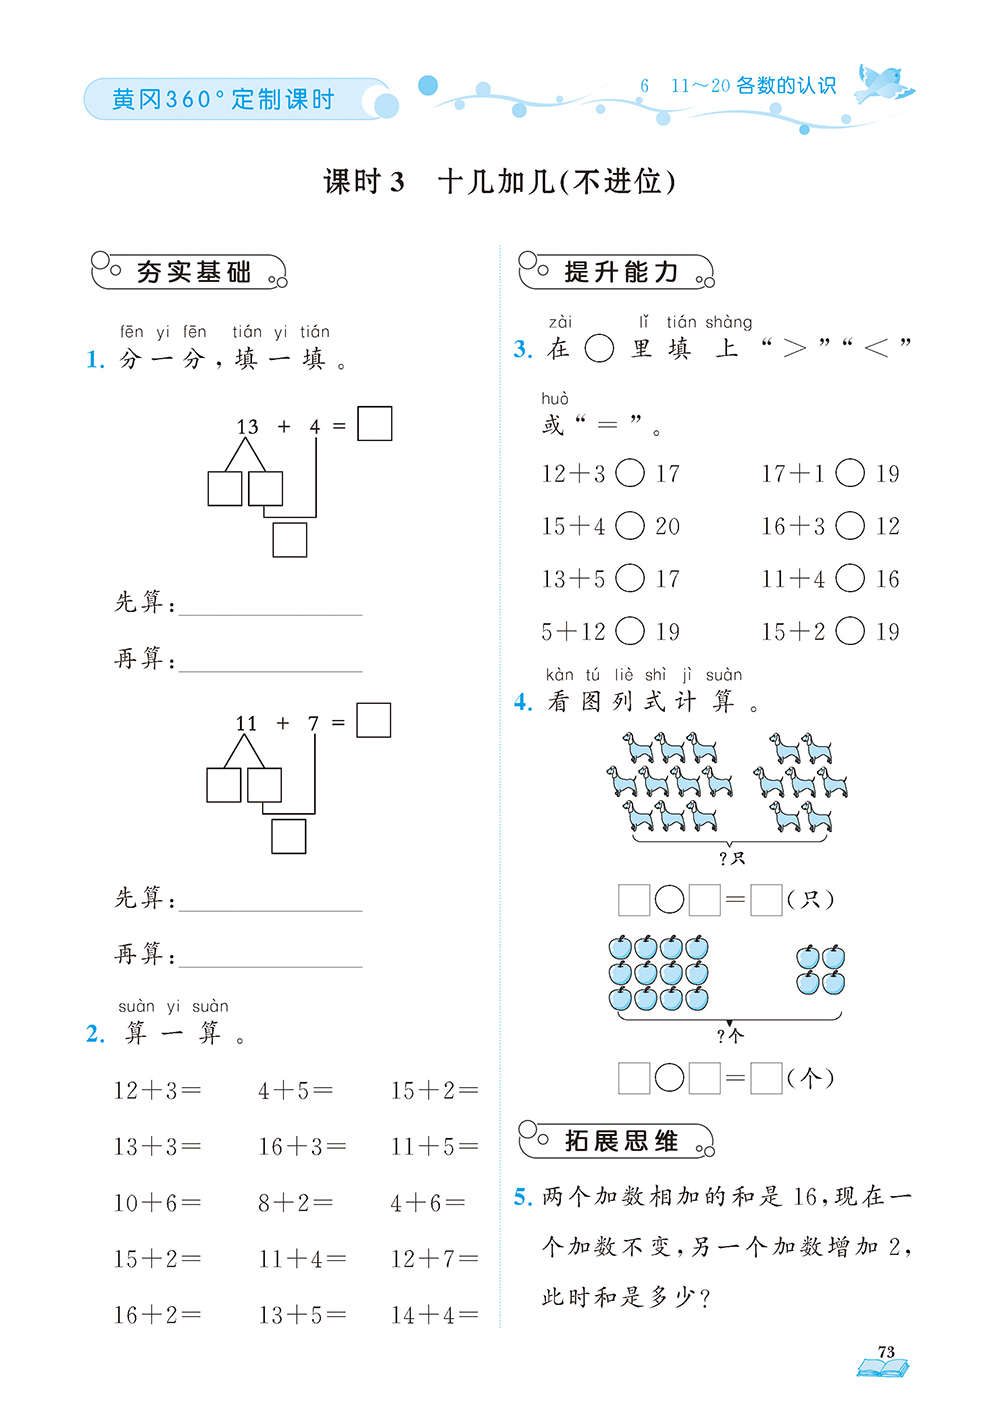 黄冈360°定制课时
6 11～20各数的认识
课时3 十几加几(不进位)
夯实基础
fēn yi fēn tián yi tián
1. 分一分,填一填。
13 + 4 =
先算:
再算:
11 + 7 =
先算:
再算:
suàn yi suàn
2. 算一算。
12+3= 4+5= 15+2=
13+3= 16+3= 11+5=
10+6= 8+2= 4+6=
15+2= 11+4= 12+7=
16+2= 13+5= 14+4=
提升能力
zài lǐ tián shàng
3. 在○里填上“>”“<”
huò
或“=”。
12+3○17 17+1○19
15+4○20 16+3○12
13+5○17 11+4○16
5+12○19 15+2○19
kàn tú liè shì jì suàn
4. 看图列式计算。
?只
□○□=□(只)
?个
□○□=□(个)
拓展思维
5. 两个加数相加的和是16,现在一
个加数不变,另一个加数增加2,
此时和是多少?
73